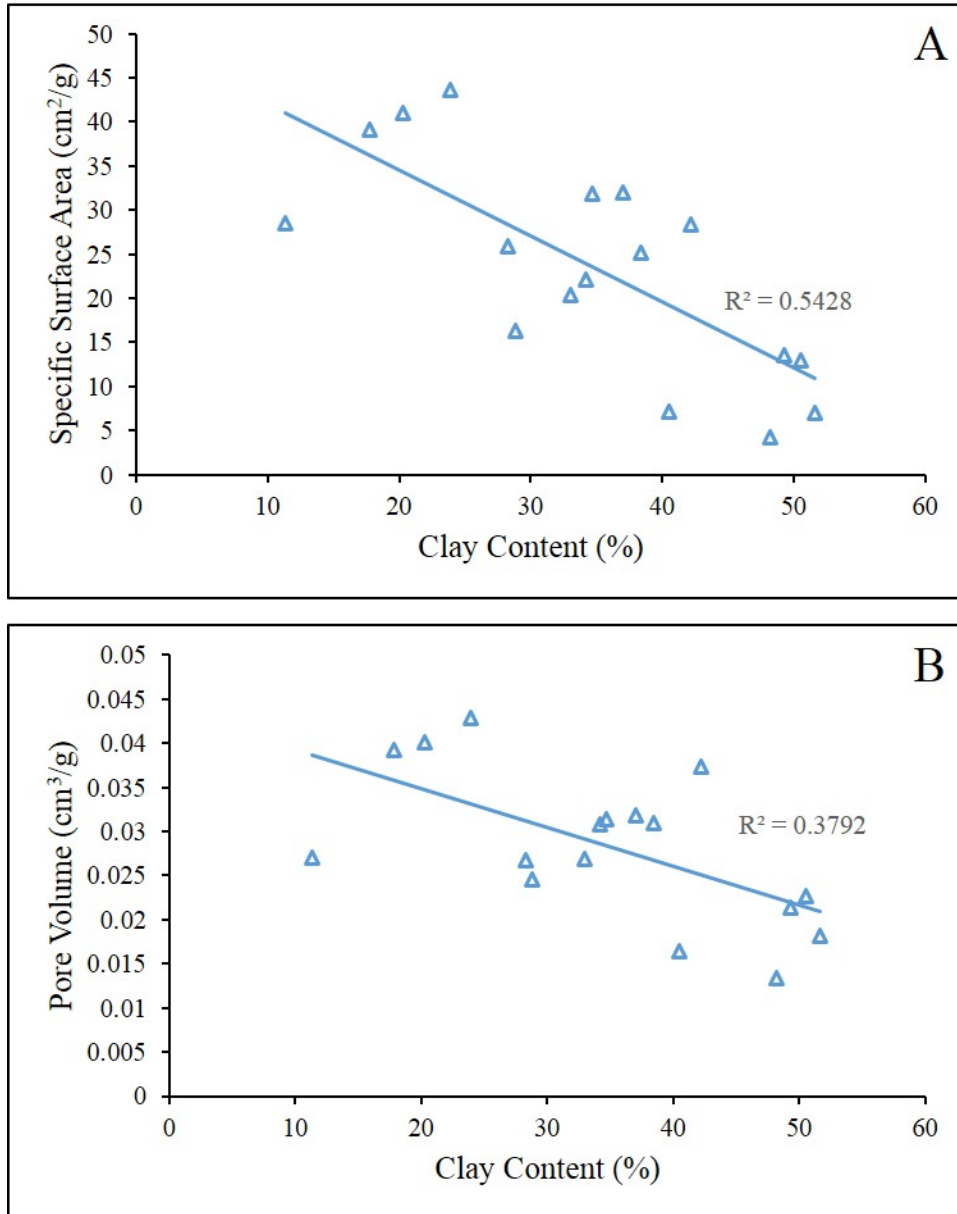 A
50
45
40
35
30
25
20
15
10
5
0
Specific Surface Area (cm²/g)
R² = 0.5428
0 10 20 30 40 50 60
Clay Content (%)
B
0.05
0.045
0.04
0.035
0.03
0.025
0.02
0.015
0.01
0.005
0
Pore Volume (cm³/g)
R² = 0.3792
0 10 20 30 40 50 60
Clay Content (%)